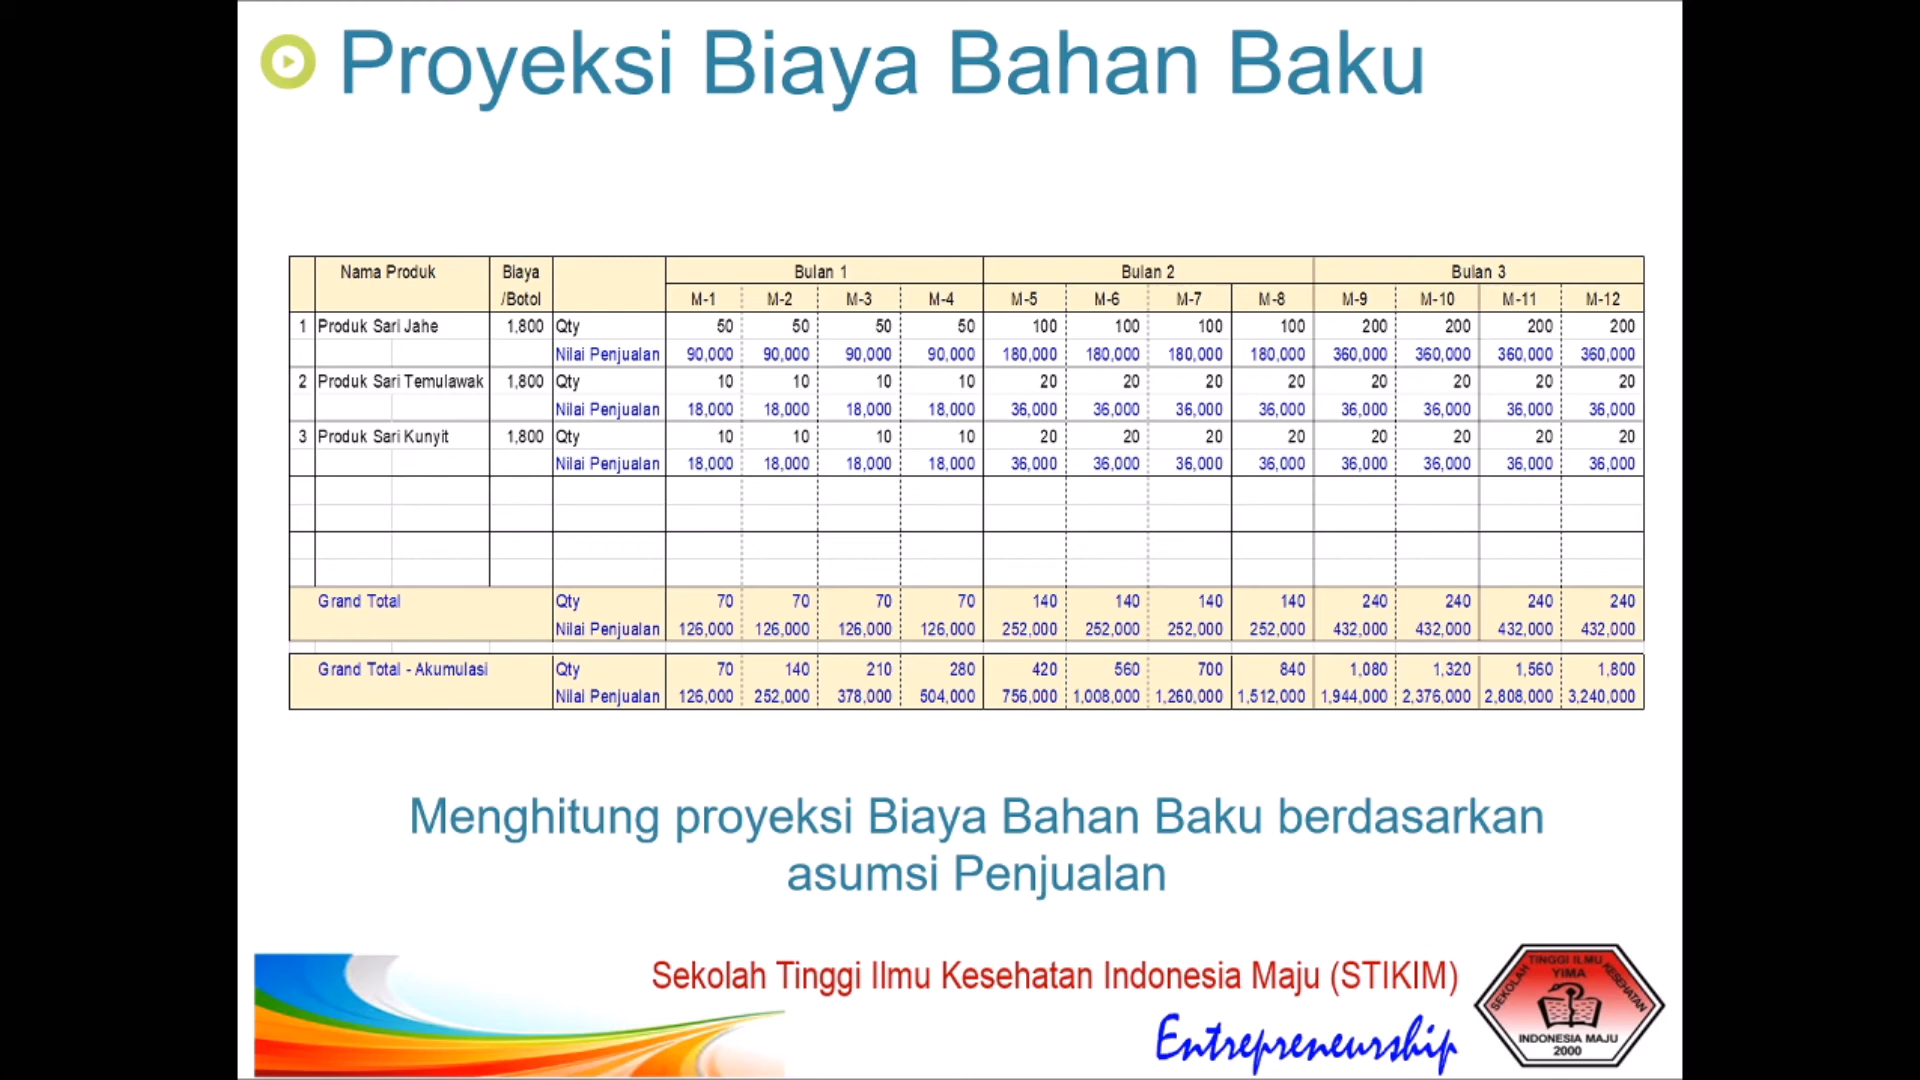 Proyeksi Biaya Bahan Baku
Nama Produk Biaya /Botol Bulan 1 Bulan 2 Bulan 3
M-1 M-2 M-3 M-4 M-5 M-6 M-7 M-8 M-9 M-10 M-11 M-12
1 Produk Sari Jahe 1,800 Qty 50 50 50 50 100 100 100 100 200 200 200 200
Nilai Penjualan 90,000 90,000 90,000 90,000 180,000 180,000 180,000 180,000 360,000 360,000 360,000 360,000
2 Produk Sari Temulawak 1,800 Qty 10 10 10 10 20 20 20 20 20 20 20 20
Nilai Penjualan 18,000 18,000 18,000 18,000 36,000 36,000 36,000 36,000 36,000 36,000 36,000 36,000
3 Produk Sari Kunyit 1,800 Qty 10 10 10 10 20 20 20 20 20 20 20 20
Nilai Penjualan 18,000 18,000 18,000 18,000 36,000 36,000 36,000 36,000 36,000 36,000 36,000 36,000
Grand Total Qty 70 70 70 70 140 140 140 140 240 240 240 240
Nilai Penjualan 126,000 126,000 126,000 126,000 252,000 252,000 252,000 252,000 432,000 432,000 432,000 432,000
Grand Total - Akumulasi Qty 70 140 210 280 420 560 700 840 1,080 1,320 1,560 1,800
Nilai Penjualan 126,000 252,000 378,000 504,000 756,000 1,008,000 1,260,000 1,512,000 1,944,000 2,376,000 2,808,000 3,240,000
Menghitung proyeksi Biaya Bahan Baku berdasarkan
asumsi Penjualan
Sekolah Tinggi Ilmu Kesehatan Indonesia Maju (STIKIM)
Entrepreneurship
SEKOLAH TINGGI ILMU KESEHATAN
YIMA
INDONESIA MAJU
2000